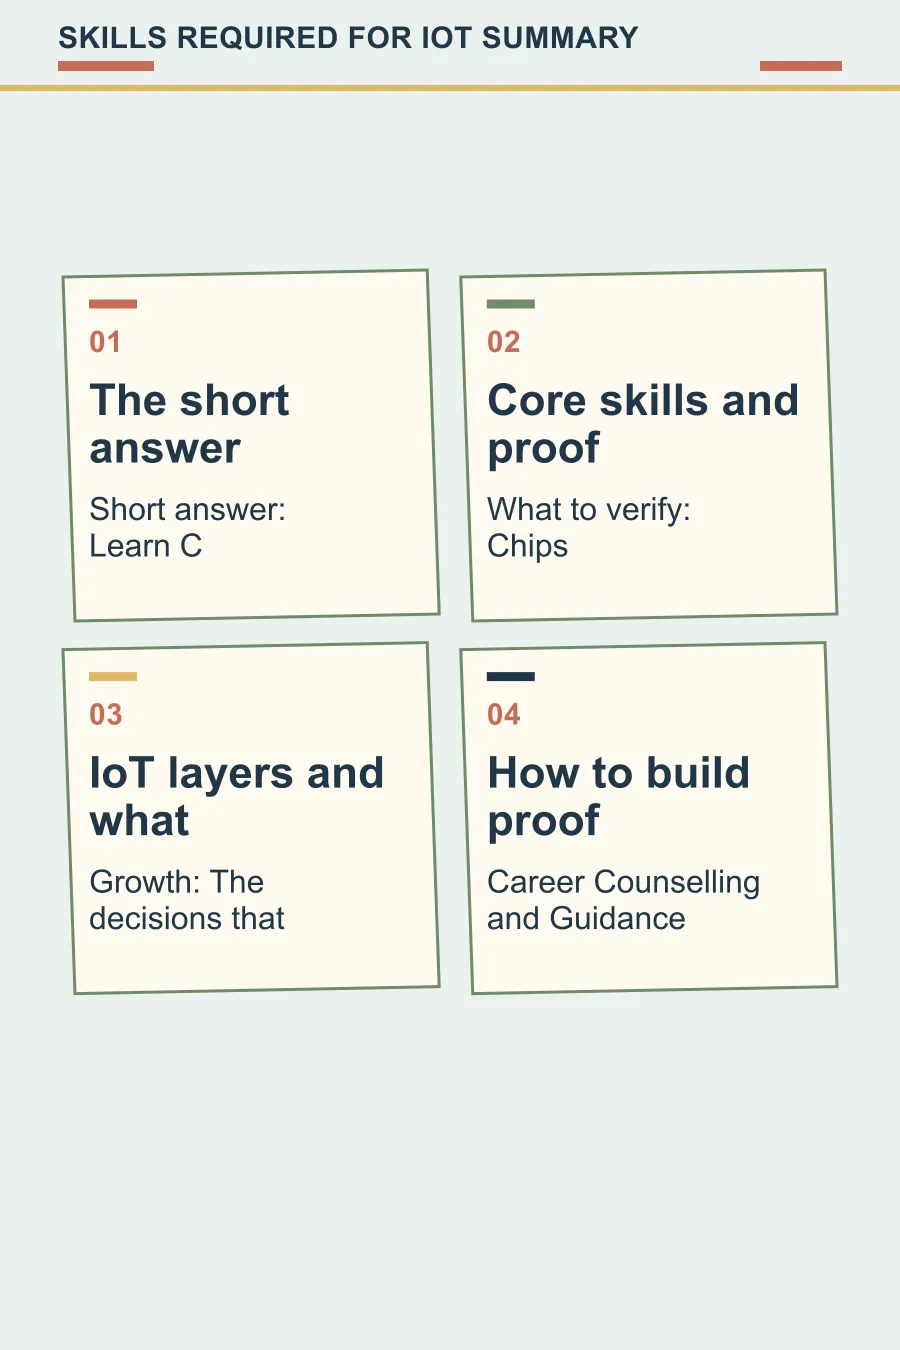 SKILLS REQUIRED FOR IOT SUMMARY
01
The short
answer
Short answer:
Learn C
02
Core skills and
proof
What to verify:
Chips
03
IoT layers and
what
Growth: The
decisions that
04
How to build
proof
Career Counselling
and Guidance